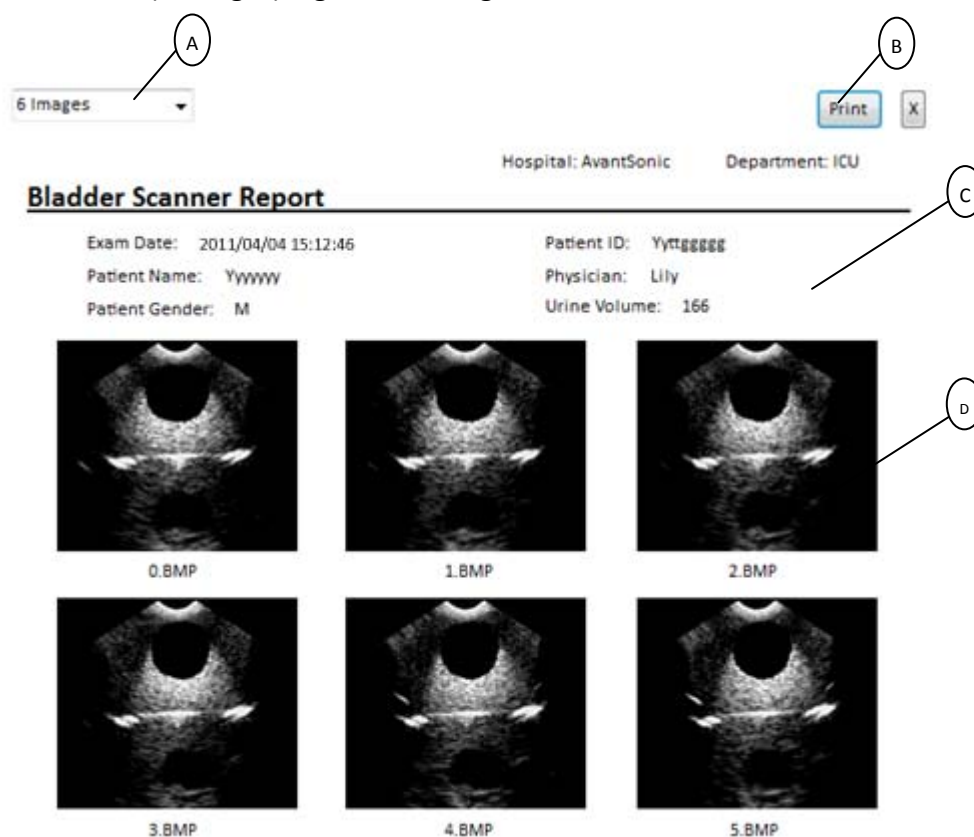 A
B
6 Images
Print X
Hospital: AvantSonic Department: ICU
C
Bladder Scanner Report
Exam Date: 2011/04/04 15:12:46 Patient ID: Yyttggggg
Patient Name: Yyyyyyy Physician: Lily
Patient Gender: M Urine Volume: 166
D
0.BMP 1.BMP 2.BMP
3.BMP 4.BMP 5.BMP